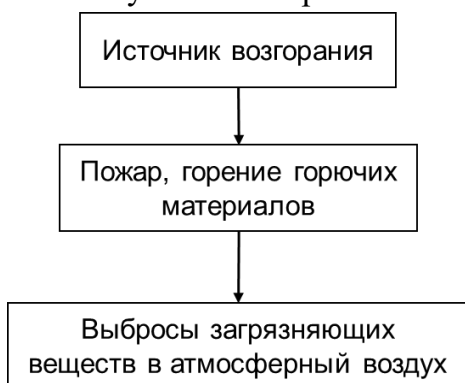 Источник возгорания
Пожар, горение горючих
материалов
Выбросы загрязняющих
веществ в атмосферный воздух